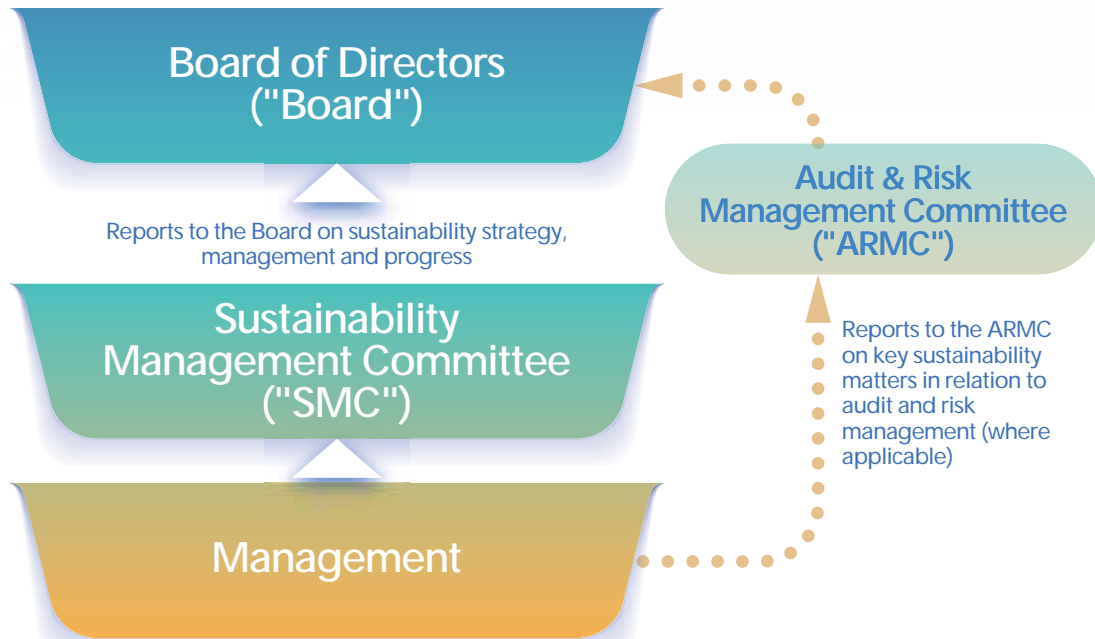 Board of Directors
("Board")
Reports to the Board on sustainability strategy,
management and progress
Sustainability
Management Committee
("SMC")
Management
Audit & Risk
Management Committee
("ARMC")
Reports to the ARMC
on key sustainability
matters in relation to
audit and risk
management (where
applicable)